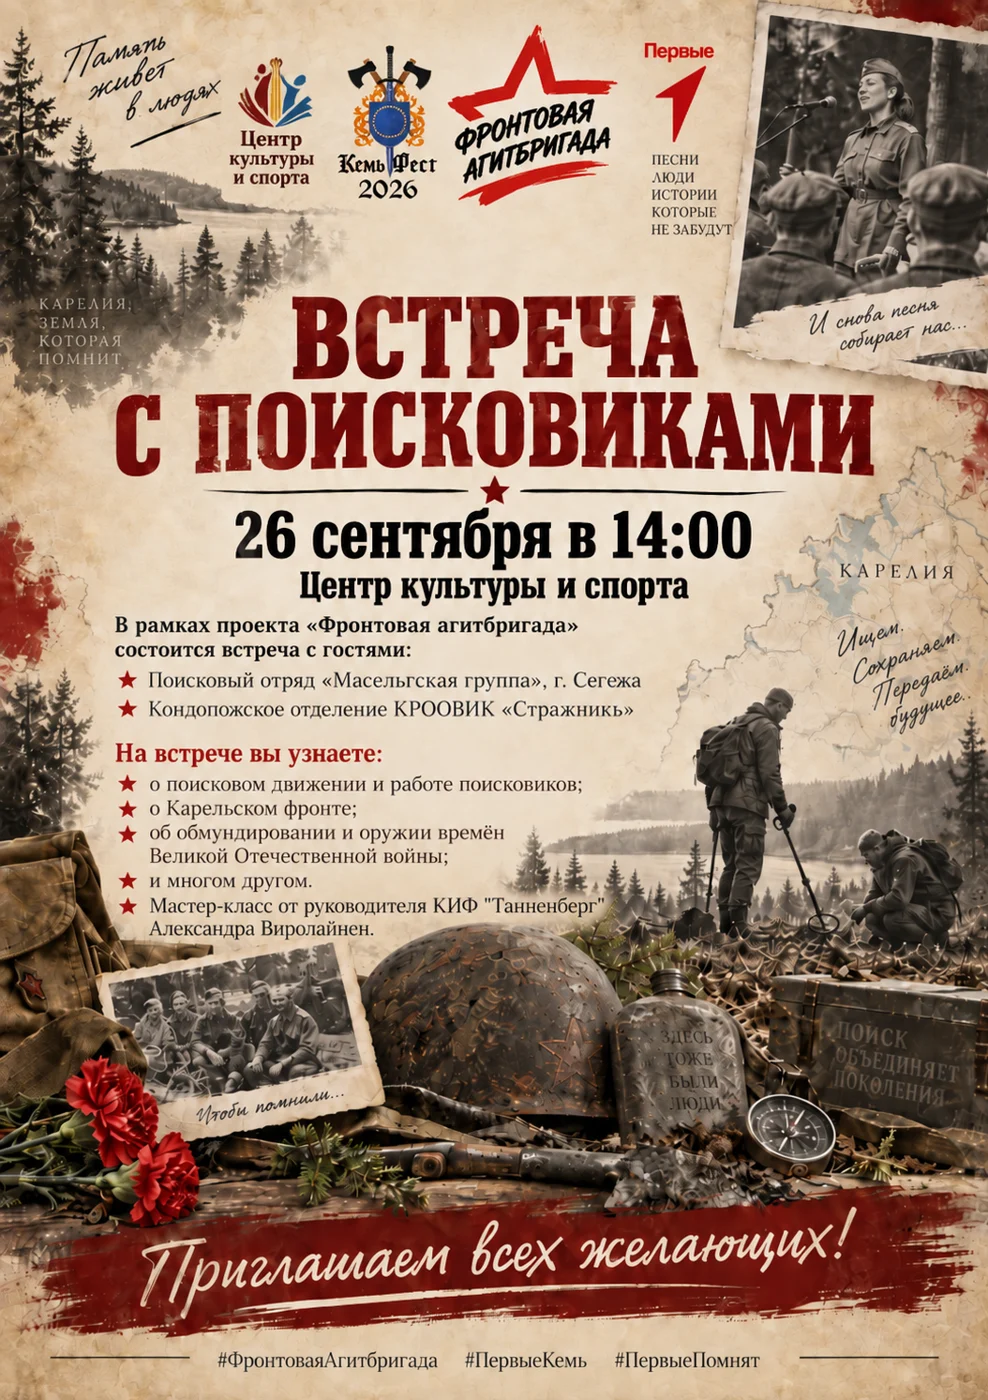 Память
живет
в людях
Центр
культуры
и спорта
Кемь Фест
2026
ФРОНТОВАЯ
АГИТБРИГАДА
Первые
ПЕСНИ
ЛЮДИ
ИСТОРИИ
КОТОРЫЕ
НЕ ЗАБУДУТ
И снова песня
собирает нас...
КАРЕЛИЯ,
ЗЕМЛЯ,
КОТОРАЯ
ПОМНИТ
ВСТРЕЧА
С ПОИСКОВИКАМИ
26 сентября в 14:00
Центр культуры и спорта
В рамках проекта «Фронтовая агитбригада»
состоится встреча с гостями:
Поисковый отряд «Масельгская группа», г. Сегежа
Кондопожское отделение КРООВИК «Стражникъ»
КАРЕЛИЯ
Ищем.
Сохраняем.
Передаём.
будущее..
На встрече вы узнаете:
о поисковом движении и работе поисковиков;
о Карельском фронте;
об обмундировании и оружии времён
Великой Отечественной войны;
и многом другом.
Мастер-класс от руководителя КИФ "Танненберг"
Александра Виролайнен.
Чтобы помнили...
ЗДЕСЬ
ТОЖЕ
БЫЛИ
ЛЮДИ
ПОИСК
ОБЪЕДИНЯЕТ
ПОКОЛЕНИЯ
Приглашаем всех желающих!
#ФронтоваяАгитбригада #ПервыеКемь #ПервыеПомнят